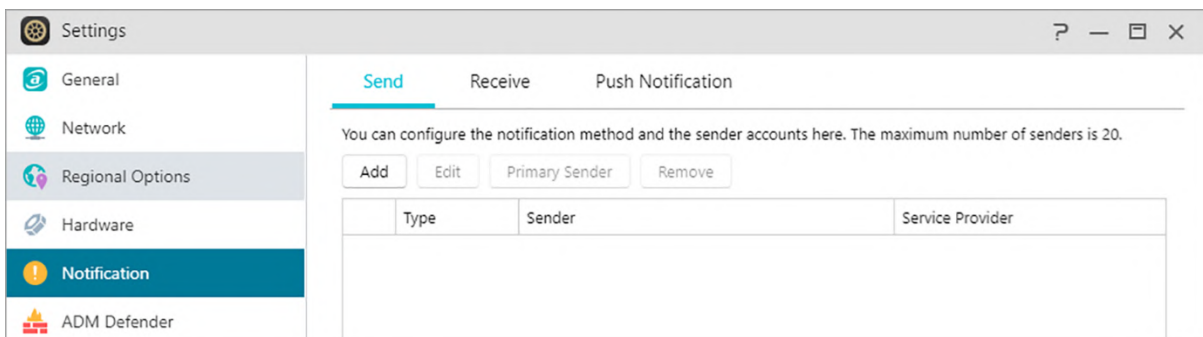 Settings
General
Network
Regional Options
Hardware
Notification
ADM Defender
Send Receive Push Notification
You can configure the notification method and the sender accounts here. The maximum number of senders is 20.
Add Edit Primary Sender Remove
Type Sender Service Provider